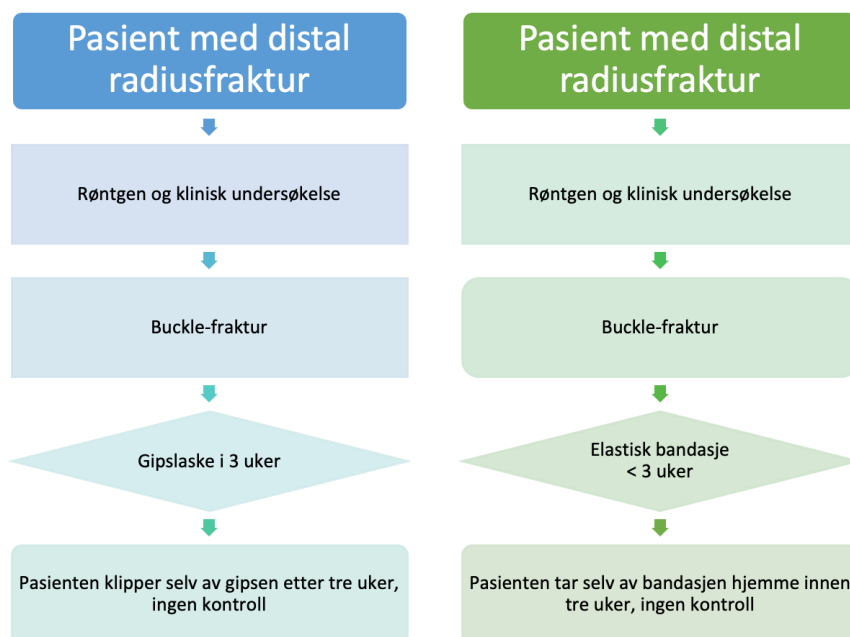 Pasient med distal
radiusfraktur
Røntgen og klinisk undersøkelse
Buckle-fraktur
Gipslaske i 3 uker
Pasienten klipper selv av gipsen etter tre uker,
ingen kontroll
Pasient med distal
radiusfraktur
Røntgen og klinisk undersøkelse
Buckle-fraktur
Elastisk bandasje
< 3 uker
Pasienten tar selv av bandasjen hjemme innen
tre uker, ingen kontroll